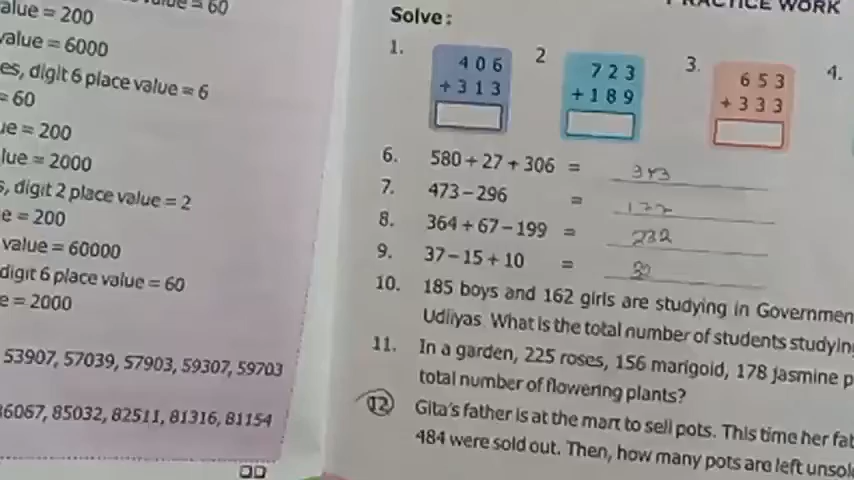 value = 60
alue = 200
value = 6000
es, digit 6 place value = 6
= 60
ue = 200
lue = 2000
s, digit 2 place value = 2
e = 200
value = 60000
digit 6 place value = 60
e = 2000
53907, 57039, 57903, 59307, 59703
36067, 85032, 82511, 81316, 81154
PRACTICE WORK
Solve:
1. 406
+313
2 723
+189
3. 653
+333
4.
6. 580+27+306 =
7. 473-296 = 177
8. 364+67-199 = 232
9. 37-15+10 =
10. 185 boys and 162 girls are studying in Governmen
Udliyas. What is the total number of students studying
11. In a garden, 225 roses, 156 marigold, 178 jasmine p
total number of flowering plants?
12 Gita's father is at the mart to sell pots. This time her fat
484 were sold out. Then, how many pots are left unsol